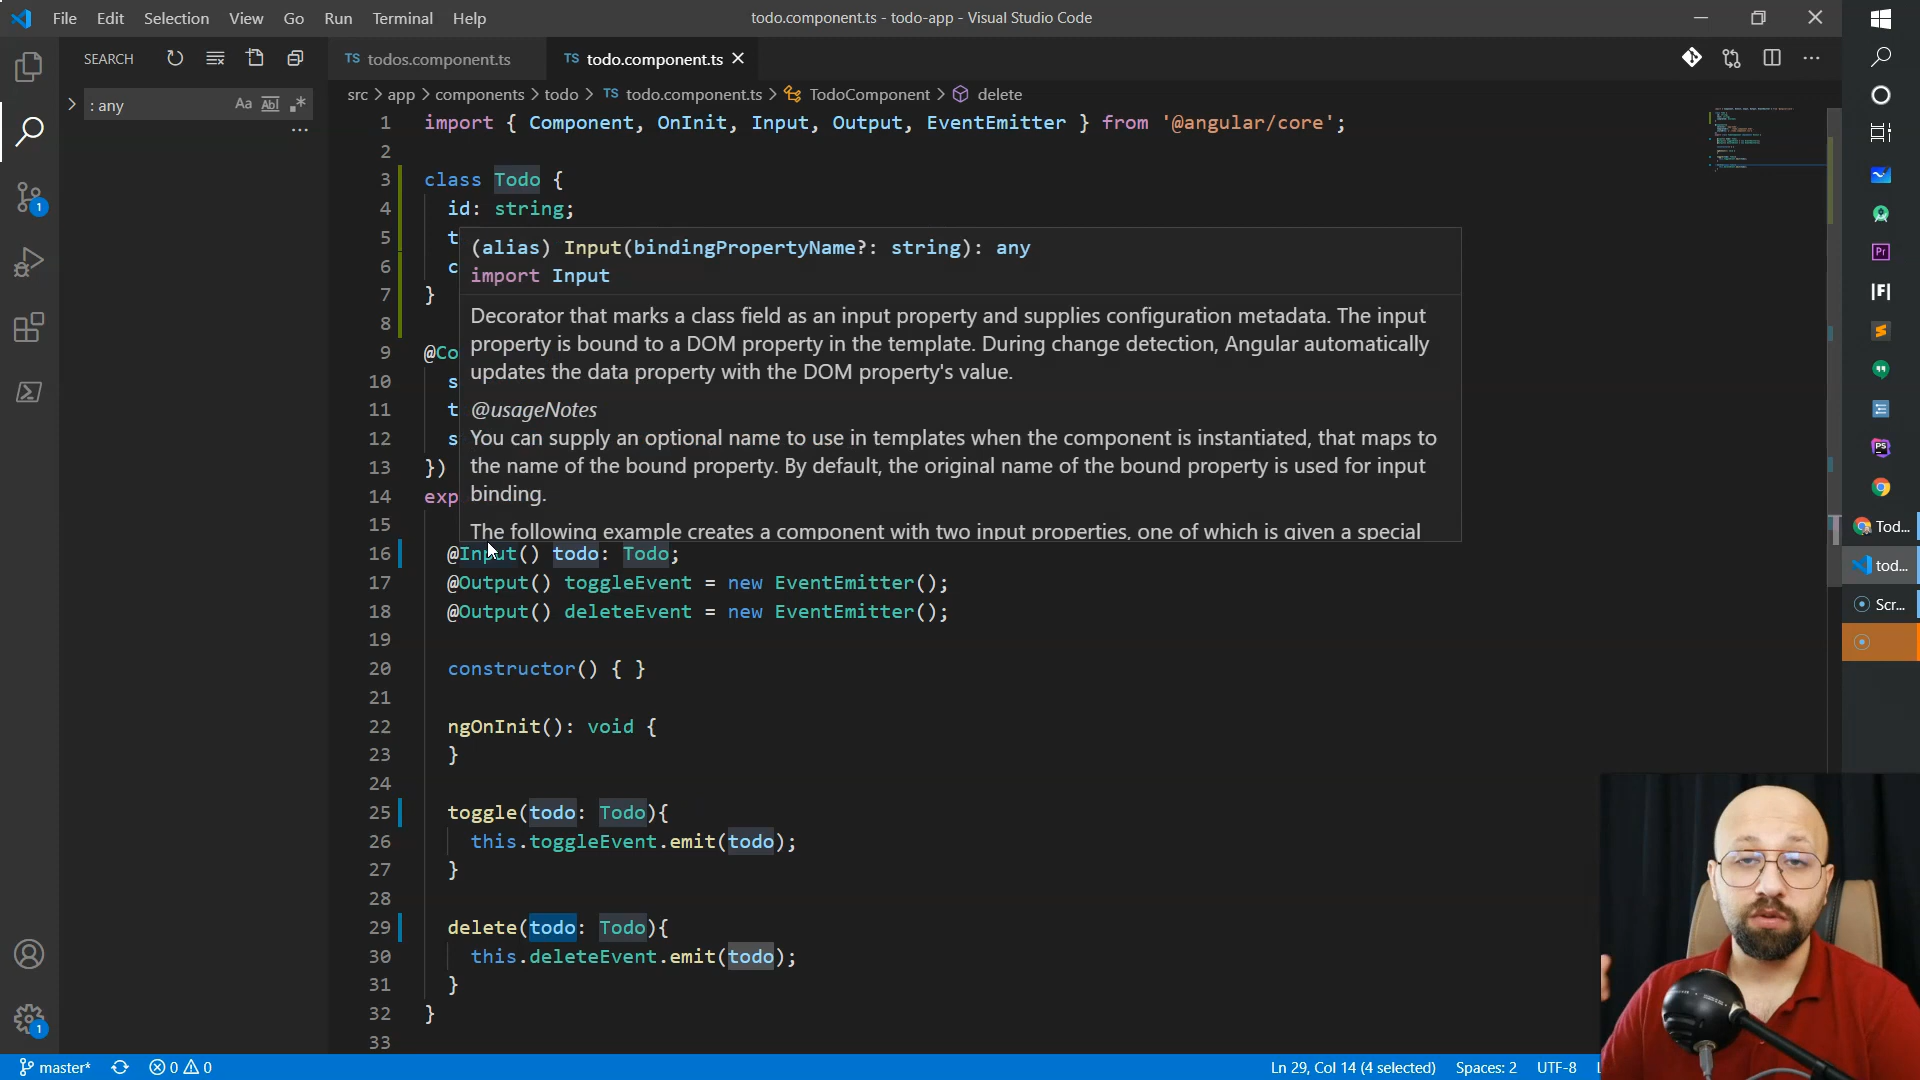 File Edit Selection View Go Run Terminal Help
todo.component.ts - todo-app - Visual Studio Code
SEARCH
: any
Aa Abl
TS todos.component.ts
TS todo.component.ts
src > app > components > todo > TS todo.component.ts > TodoComponent > delete
1 import { Component, OnInit, Input, Output, EventEmitter } from '@angular/core';
2
3 class Todo {
4 id: string;
5 t
6 c
7 }
8
9 @Co
10 s
11 t
12 s
13 })
14 exp
15
(alias) Input(bindingPropertyName?: string): any
import Input
Decorator that marks a class field as an input property and supplies configuration metadata. The input
property is bound to a DOM property in the template. During change detection, Angular automatically
updates the data property with the DOM property's value.
@usageNotes
You can supply an optional name to use in templates when the component is instantiated, that maps to
the name of the bound property. By default, the original name of the bound property is used for input
binding.
The following example creates a component with two input properties, one of which is given a special
16 @Input() todo: Todo;
17 @Output() toggleEvent = new EventEmitter();
18 @Output() deleteEvent = new EventEmitter();
19
20 constructor() { }
21
22 ngOnInit(): void {
23 }
24
25 toggle(todo: Todo){
26 this.toggleEvent.emit(todo);
27 }
28
29 delete(todo: Todo){
30 this.deleteEvent.emit(todo);
31 }
32 }
33
1
1
master* 0 0
Ln 29, Col 14 (4 selected) Spaces: 2 UTF-8
Pr
|F|
Ps
Tod...
tod...
Scr...